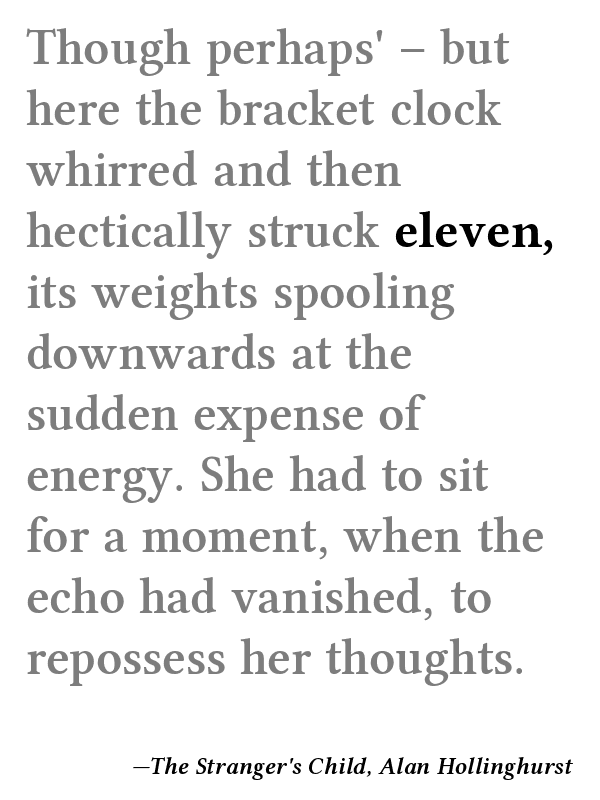 Though perhaps' – but
here the bracket clock
whirred and then
hectically struck eleven,
its weights spooling
downwards at the
sudden expense of
energy. She had to sit
for a moment, when the
echo had vanished, to
repossess her thoughts.
—The Stranger's Child, Alan Hollinghurst